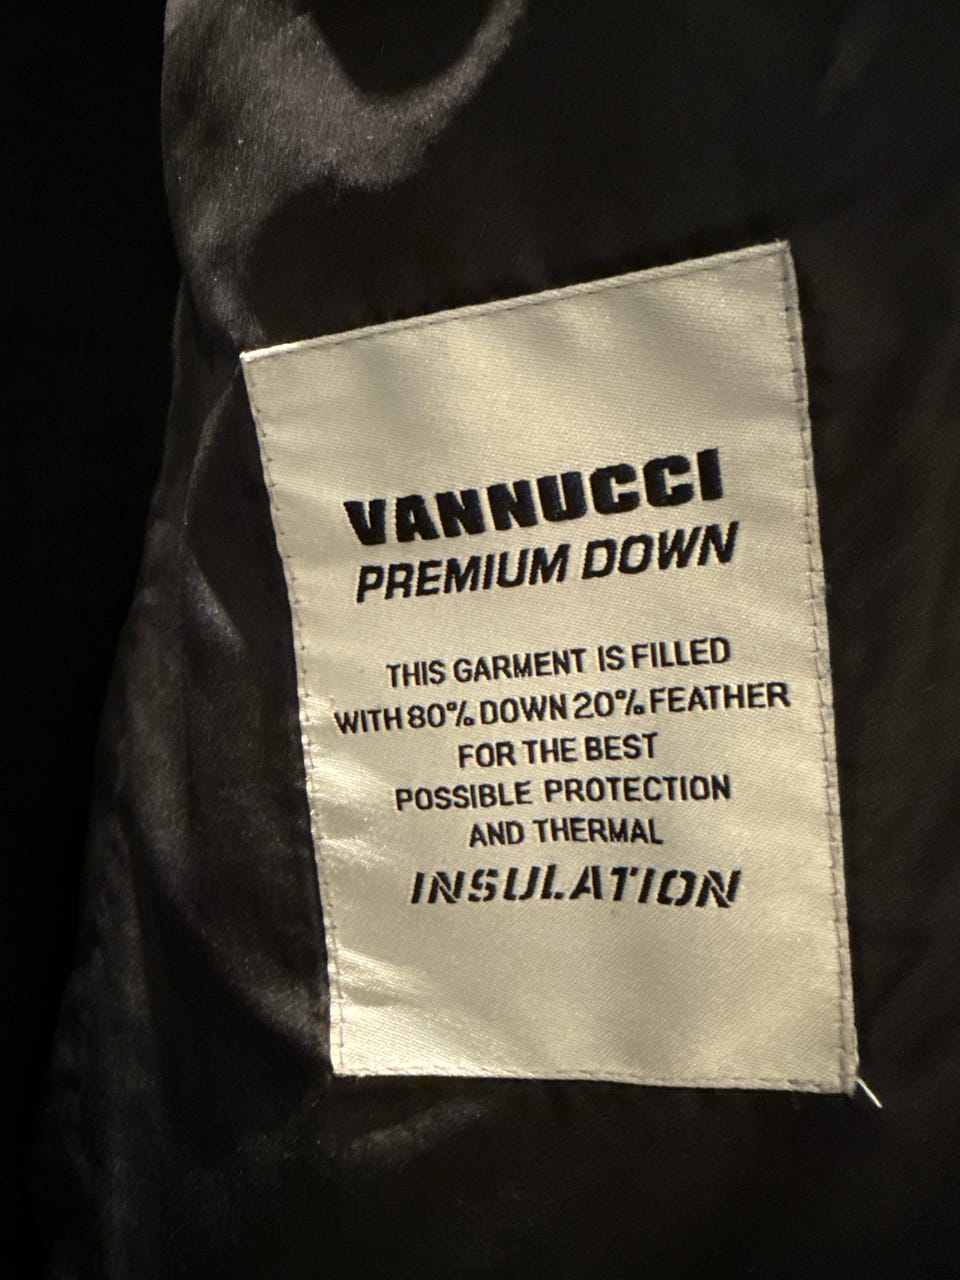 VANNUCCI
PREMIUM DOWN
THIS GARMENT IS FILLED
WITH 80% DOWN 20% FEATHER
FOR THE BEST
POSSIBLE PROTECTION
AND THERMAL
INSULATION